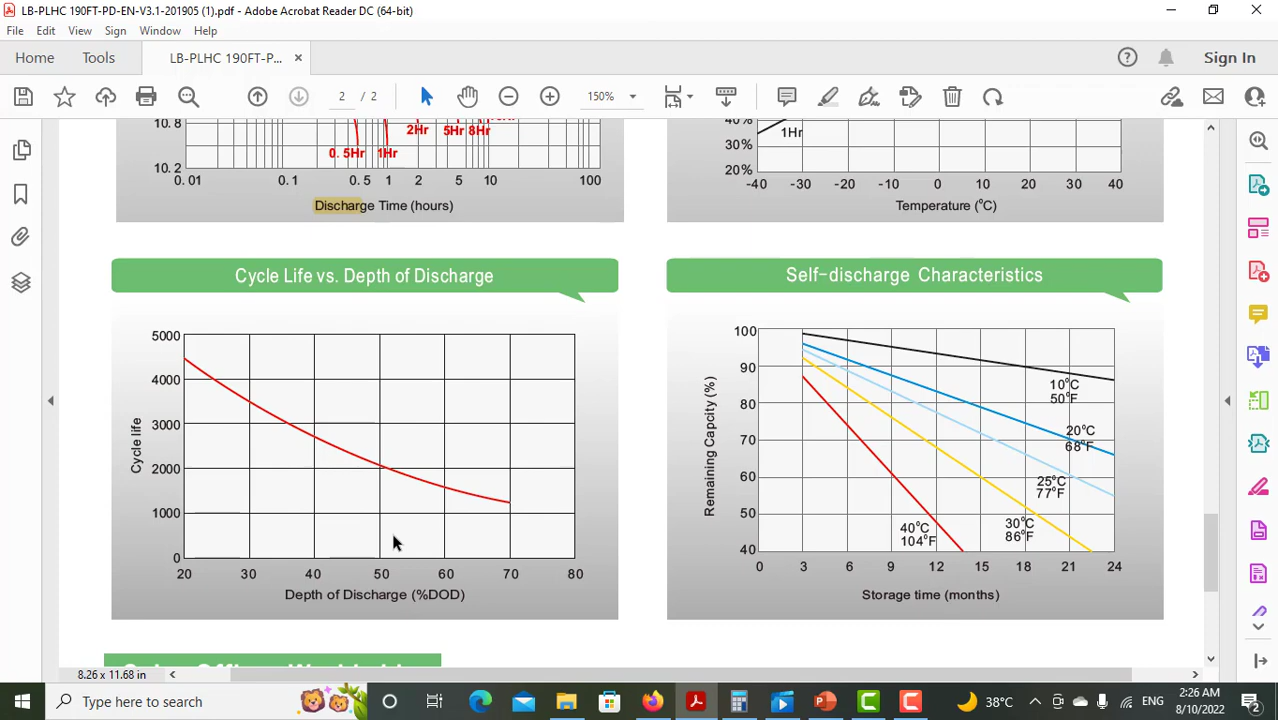 LB-PLHC 190FT-PD-EN-V3.1-201905 (1).pdf - Adobe Acrobat Reader DC (64-bit)
File Edit View Sign Window Help
Home Tools LB-PLHC 190FT-P... Sign In
2 / 2 150%
10.8
10.2
0.5Hr 1Hr 2Hr 5Hr 8Hr
0.01 0.1 0.5 1 2 5 10 100
Discharge Time (hours)
40%
30%
20%
1Hr
-40 -30 -20 -10 0 10 20 30 40
Temperature (°C)
Cycle Life vs. Depth of Discharge
5000
4000
3000
2000
1000
0
Cycle life
20 30 40 50 60 70 80
Depth of Discharge (%DOD)
Self-discharge Characteristics
100
90
80
70
60
50
40
Remaining Capcity (%)
10°C
50°F
20°C
68°F
25°C
77°F
30°C
86°F
40°C
104°F
0 3 6 9 12 15 18 21 24
Storage time (months)
8.26 x 11.68 in
Type here to search
38°C
ENG
2:26 AM
8/10/2022
2